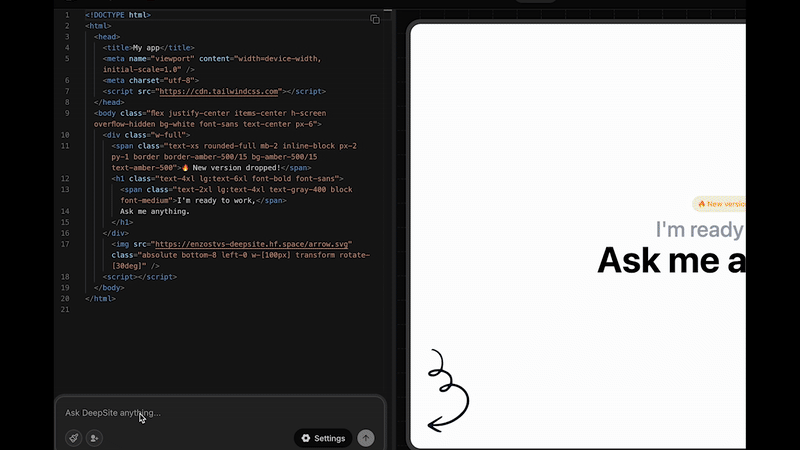 1 <!DOCTYPE html>
2 <html>
3 <head>
4 <title>My app</title>
5 <meta name="viewport" content="width=device-width,
initial-scale=1.0" />
6 <meta charset="utf-8">
7 <script src="https://cdn.tailwindcss.com"></script>
8 </head>
9 <body class="flex justify-center items-center h-screen
overflow-hidden bg-white font-sans text-center px-6">
10 <div class="w-full">
11 <span class="text-xs rounded-full mb-2 inline-block px-2
py-1 border border-amber-500/15 bg-amber-500/15
text-amber-500">🔥 New version dropped!</span>
12 <h1 class="text-4xl lg:text-6xl font-bold font-sans">
13 <span class="text-2xl lg:text-4xl text-gray-400 block
font-medium">I'm ready to work,</span>
14 Ask me anything.
15 </h1>
16 </div>
17 <img src="https://enzostvs-deepsite.hf.space/arrow.svg"
class="absolute bottom-8 left-0 w-[100px] transform rotate-
[30deg]" />
18 <script></script>
19 </body>
20 </html>
21
Ask DeepSite anything...
Settings
🔥 New versio
I'm ready
Ask me a